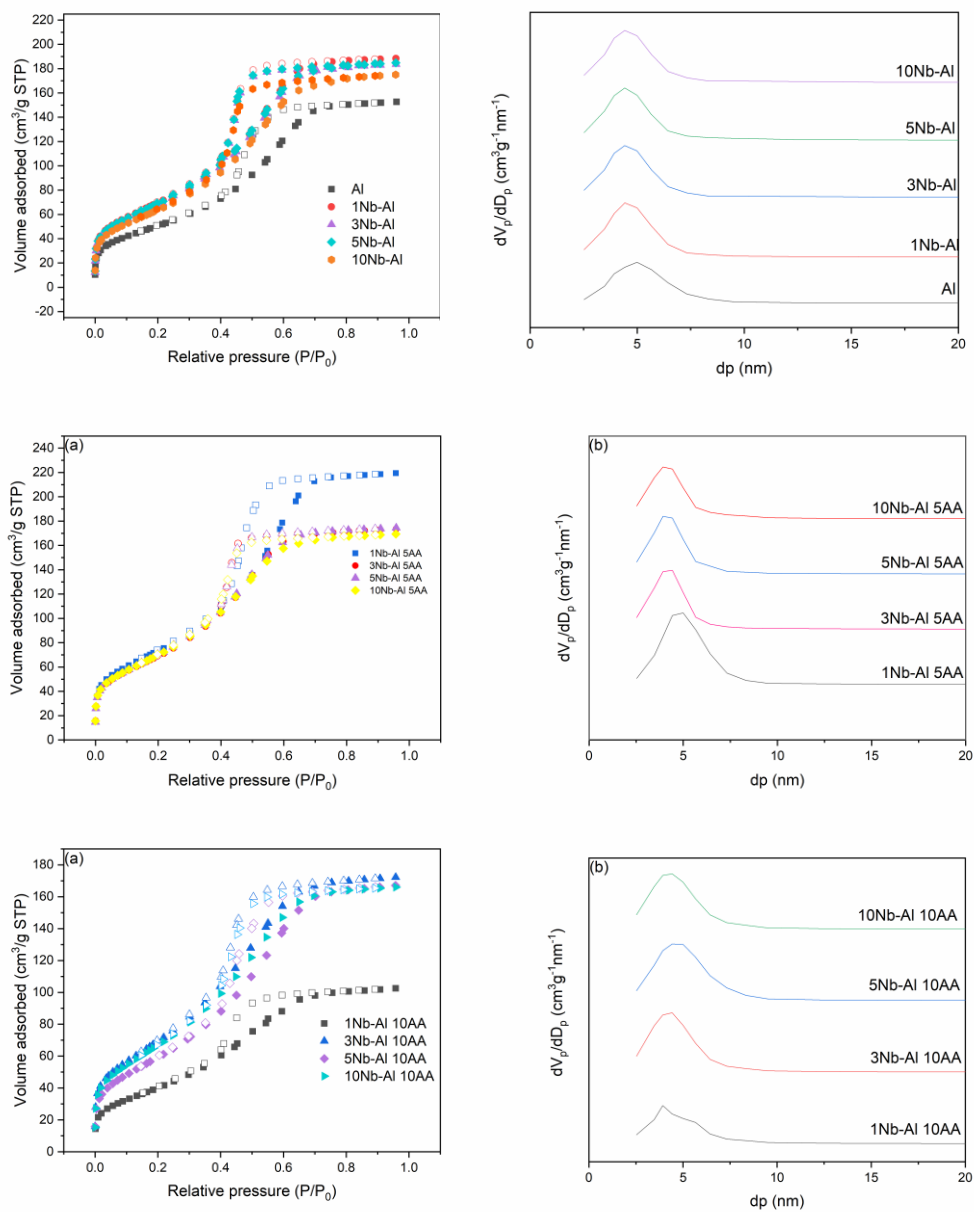 220
200
180
160
140
120
100
80
60
40
20
0
-20
Volume adsorbed (cm³/g STP)
Al
1Nb-Al
3Nb-Al
5Nb-Al
10Nb-Al
0.0 0.2 0.4 0.6 0.8 1.0
Relative pressure (P/P₀)
dVₚ/dDₚ (cm³g⁻¹nm⁻¹)
10Nb-Al
5Nb-Al
3Nb-Al
1Nb-Al
Al
0 5 10 15 20
dp (nm)
(a)
240
220
200
180
160
140
120
100
80
60
40
20
0
Volume adsorbed (cm³/g STP)
1Nb-Al 5AA
3Nb-Al 5AA
5Nb-Al 5AA
10Nb-Al 5AA
0.0 0.2 0.4 0.6 0.8 1.0
Relative pressure (P/P₀)
(b)
dVₚ/dDₚ (cm³g⁻¹nm⁻¹)
10Nb-Al 5AA
5Nb-Al 5AA
3Nb-Al 5AA
1Nb-Al 5AA
0 5 10 15 20
dp (nm)
(a)
180
160
140
120
100
80
60
40
20
0
Volume adsorbed (cm³/g STP)
1Nb-Al 10AA
3Nb-Al 10AA
5Nb-Al 10AA
10Nb-Al 10AA
0.0 0.2 0.4 0.6 0.8 1.0
Relative pressure (P/P₀)
(b)
dVₚ/dDₚ (cm³g⁻¹nm⁻¹)
10Nb-Al 10AA
5Nb-Al 10AA
3Nb-Al 10AA
1Nb-Al 10AA
0 5 10 15 20
dp (nm)